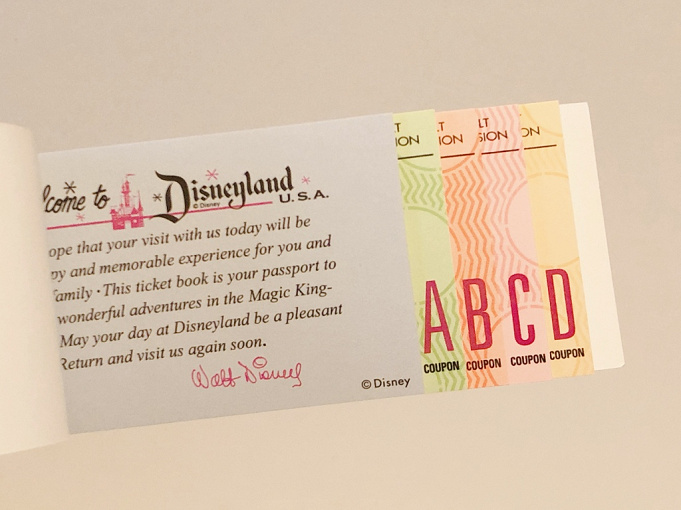 come to Disneyland
© Disney
U.S.A.
ope that your visit with us today will be
py and memorable experience for you and
family • This ticket book is your passport to
wonderful adventures in the Magic King-
May your day at Disneyland be a pleasant
Return and visit us again soon.
Walt Disney
© Disney
LT LT LT
ION ION SION ON
A B C D
COUPON COUPON COUPON COUPON